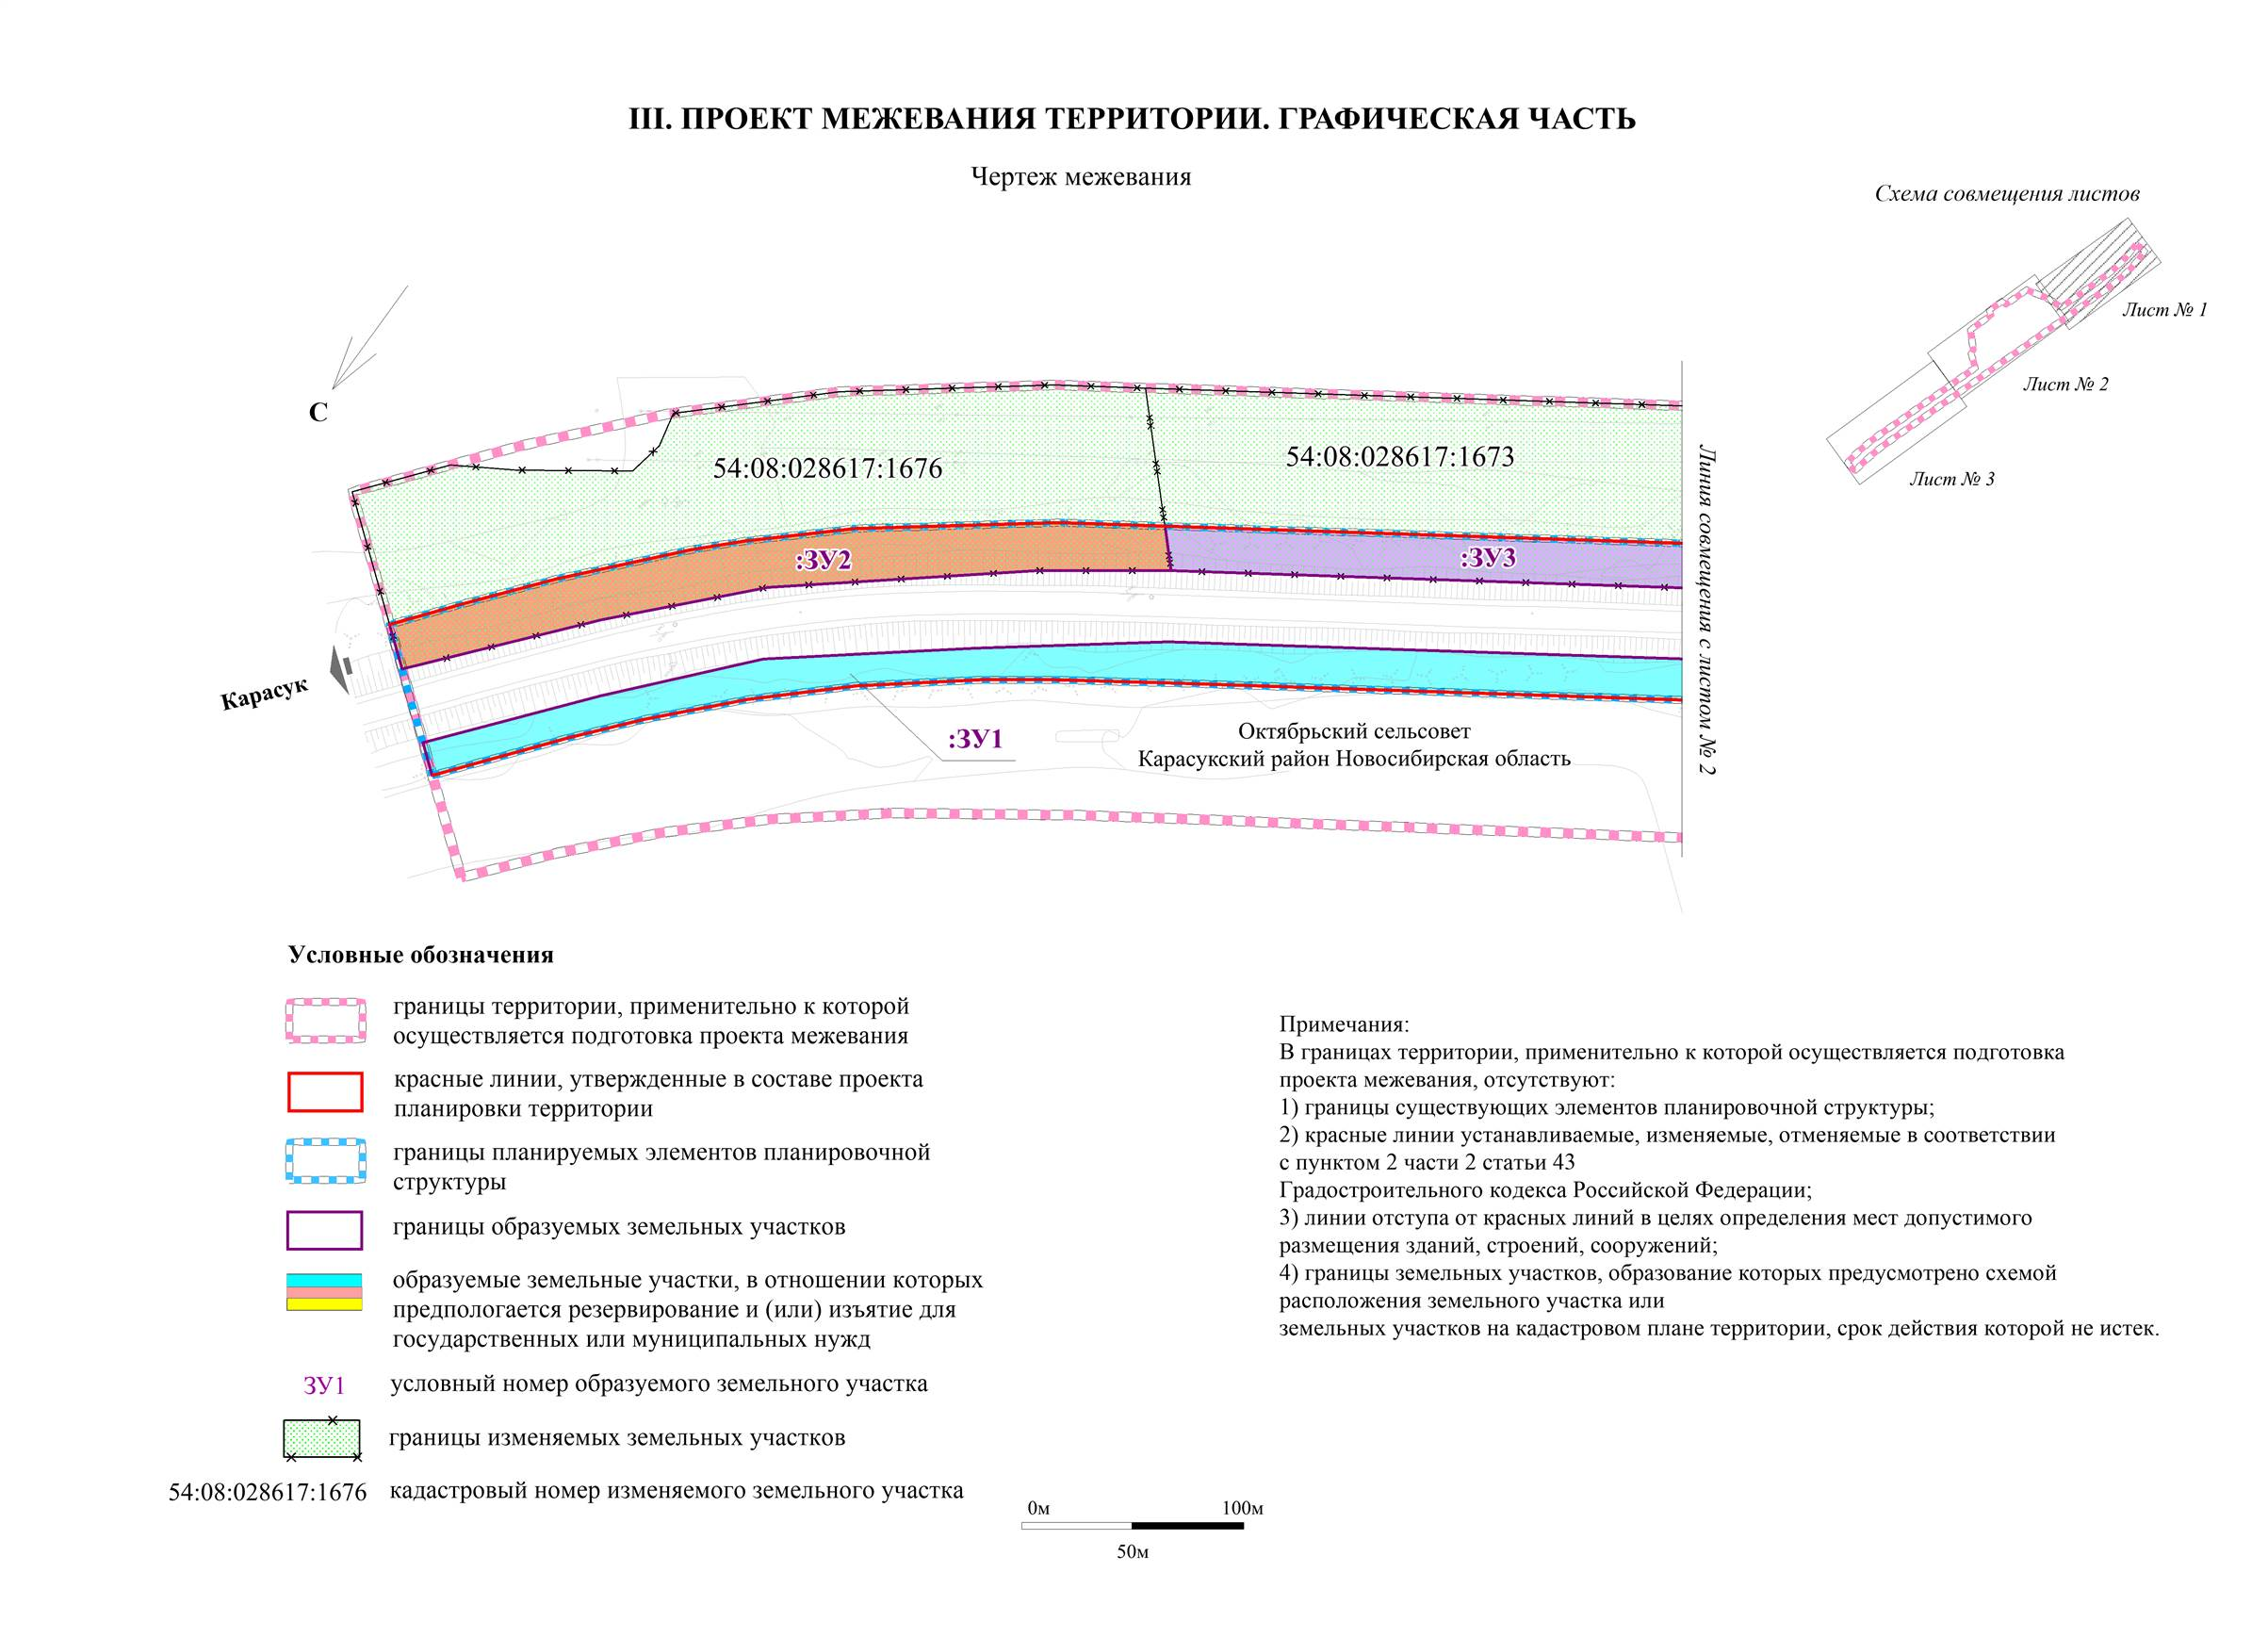 III. ПРОЕКТ МЕЖЕВАНИЯ ТЕРРИТОРИИ. ГРАФИЧЕСКАЯ ЧАСТЬ
Чертеж межевания
Схема совмещения листов
Лист № 1
Лист № 2
Лист № 3
С
54:08:028617:1676
54:08:028617:1673
:ЗУ2
:ЗУ3
Линия совмещения с листом № 2
Карасук
:ЗУ1
Октябрьский сельсовет
Карасукский район Новосибирская область
Условные обозначения
границы территории, применительно к которой
осуществляется подготовка проекта межевания
красные линии, утвержденные в составе проекта
планировки территории
границы планируемых элементов планировочной
структуры
границы образуемых земельных участков
образуемые земельные участки, в отношении которых
предпологается резервирование и (или) изъятие для
государственных или муниципальных нужд
ЗУ1 условный номер образуемого земельного участка
границы изменяемых земельных участков
54:08:028617:1676 кадастровый номер изменяемого земельного участка
Примечания:
В границах территории, применительно к которой осуществляется подготовка
проекта межевания, отсутствуют:
1) границы существующих элементов планировочной структуры;
2) красные линии устанавливаемые, изменяемые, отменяемые в соответствии
с пунктом 2 части 2 статьи 43
Градостроительного кодекса Российской Федерации;
3) линии отступа от красных линий в целях определения мест допустимого
размещения зданий, строений, сооружений;
4) границы земельных участков, образование которых предусмотрено схемой
расположения земельного участка или
земельных участков на кадастровом плане территории, срок действия которой не истек.
0м 100м
50м